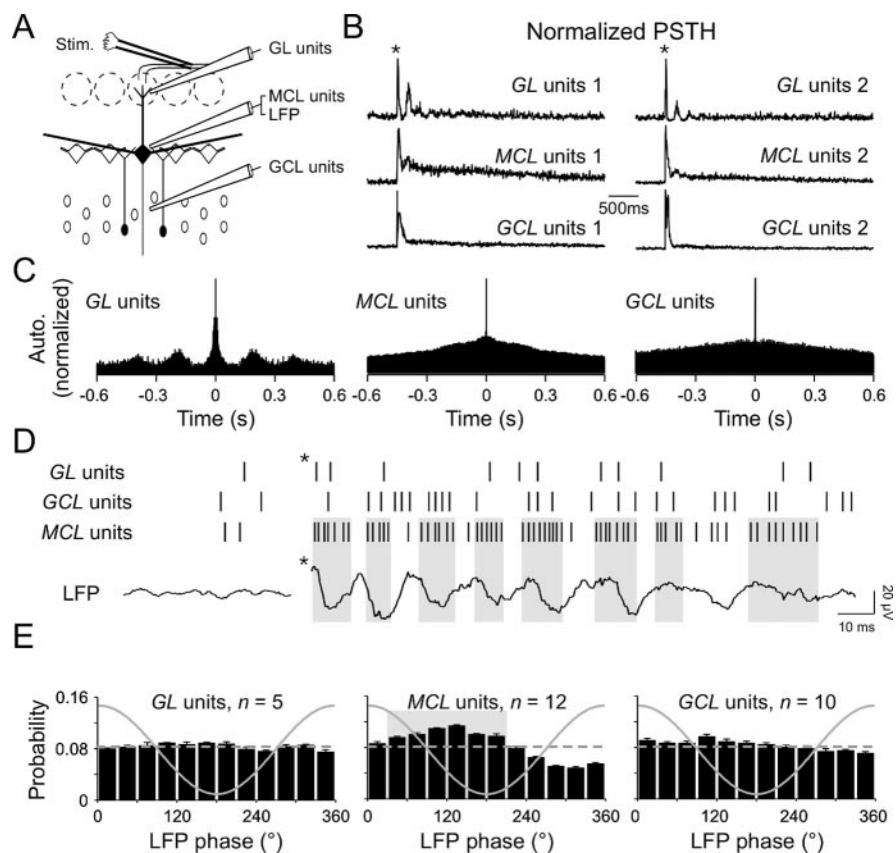 A
Stim.
GL units
MCL units
LFP
GCL units
B
Normalized PSTH
*
*
GL units 1
GL units 2
MCL units 1
MCL units 2
500ms
GCL units 1
GCL units 2
C
Auto.
(normalized)
GL units
MCL units
GCL units
-0.6 -0.3 0 0.3 0.6
-0.6 -0.3 0 0.3 0.6
-0.6 -0.3 0 0.3 0.6
Time (s)
Time (s)
Time (s)
D
*
GL units
GCL units
MCL units
*
LFP
20 µV
10 ms
E
Probability
0.16
0.08
0
GL units, n = 5
MCL units, n = 12
GCL units, n = 10
0 120 240 360
0 120 240 360
0 120 240 360
LFP phase (°)
LFP phase (°)
LFP phase (°)